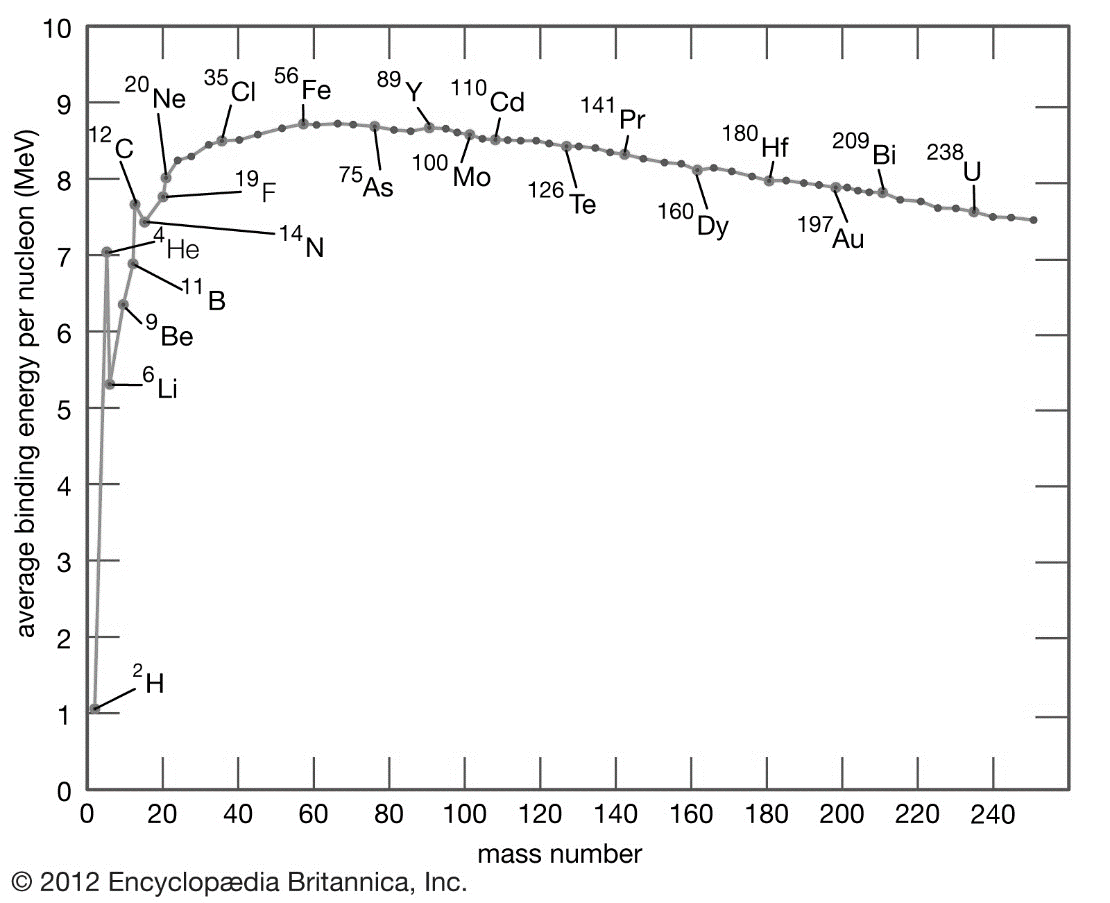 average binding energy per nucleon (MeV)
10
9
8
7
6
5
4
3
2
1
0
²H
⁴He
⁶Li
⁹Be
¹¹B
¹²C
¹⁴N
¹⁹F
²⁰Ne
³⁵Cl
⁵⁶Fe
⁷⁵As
⁸⁹Y
¹⁰⁰Mo
¹¹⁰Cd
¹²⁶Te
¹⁴¹Pr
¹⁶⁰Dy
¹⁸⁰Hf
¹⁹⁷Au
²⁰⁹Bi
²³⁸U
0 20 40 60 80 100 120 140 160 180 200 220 240
mass number
© 2012 Encyclopædia Britannica, Inc.